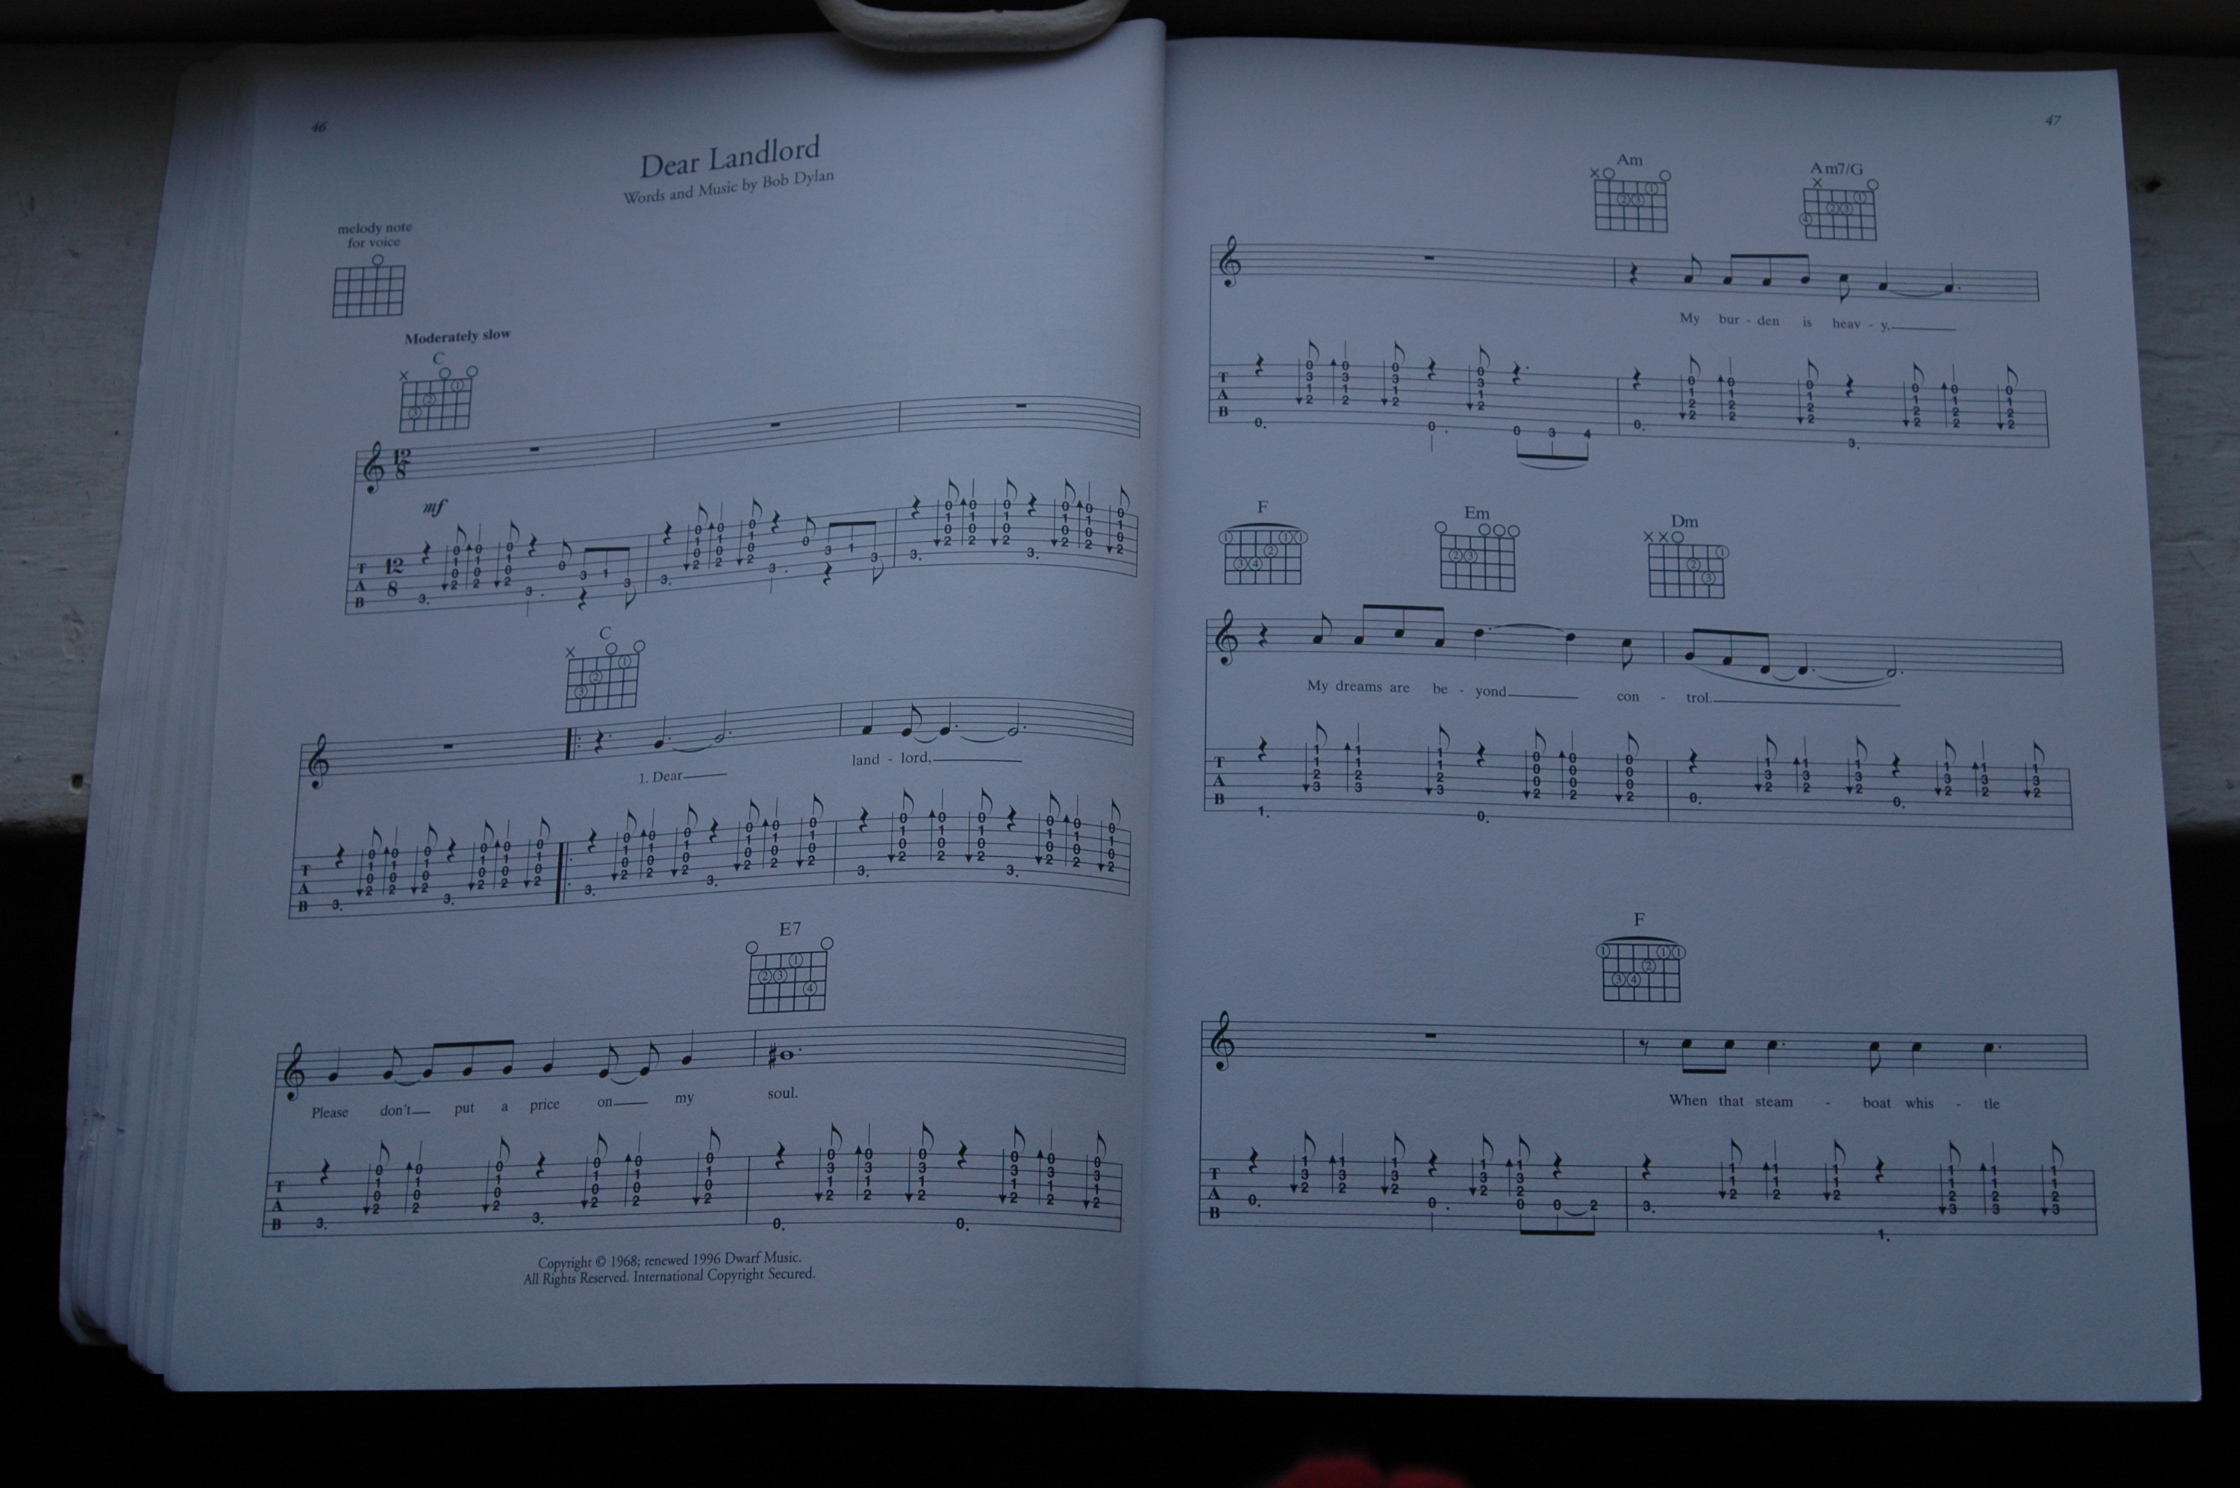 46
Dear Landlord
Words and Music by Bob Dylan
melody note
for voice
Moderately slow
C
12
8
mf
T
A
B
12
8
C
1. Dear land - lord,
T
A
B
E7
Please don't put a price on my soul.
T
A
B
Copyright © 1968; renewed 1996 Dwarf Music.
All Rights Reserved. International Copyright Secured.
47
Am Am7/G
My bur - den is heav - y,
T
A
B
F Em Dm
My dreams are be - yond con - trol.
T
A
B
F
When that steam - boat whis - tle
T
A
B